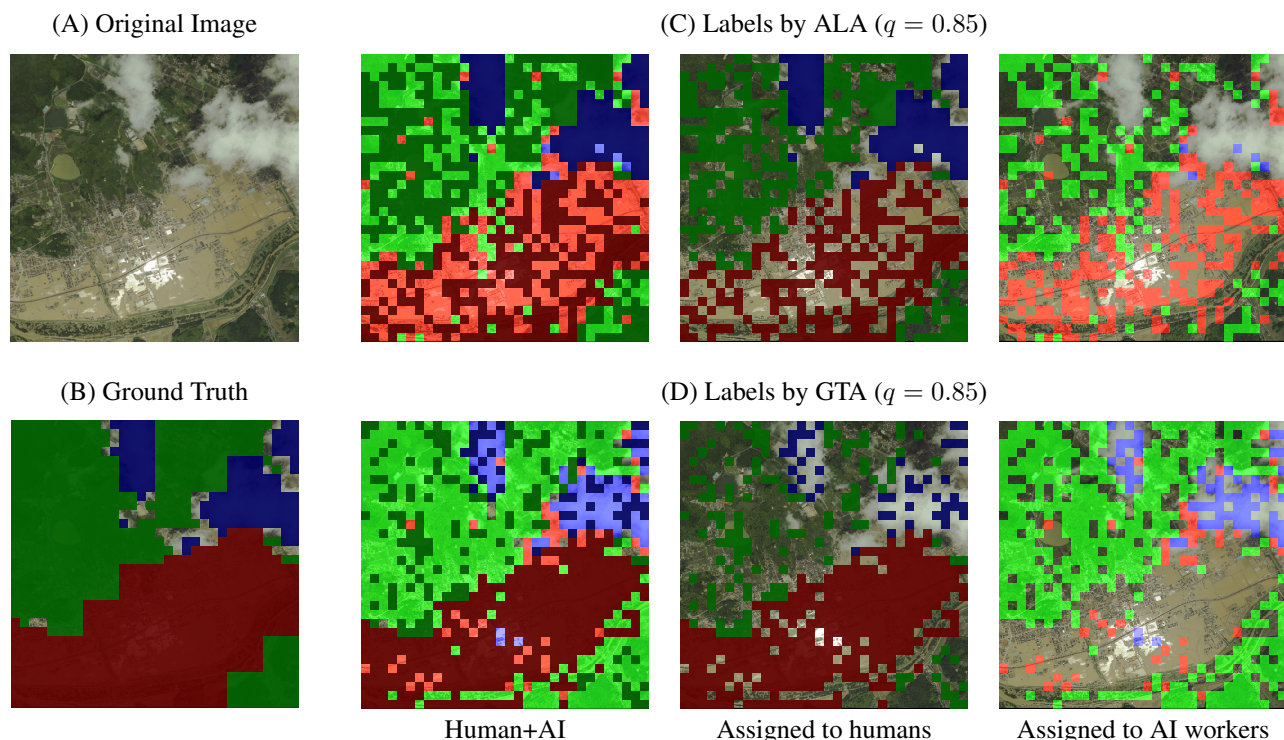 (A) Original Image
(C) Labels by ALA (q = 0.85)
(B) Ground Truth
(D) Labels by GTA (q = 0.85)
Human+AI
Assigned to humans
Assigned to AI workers